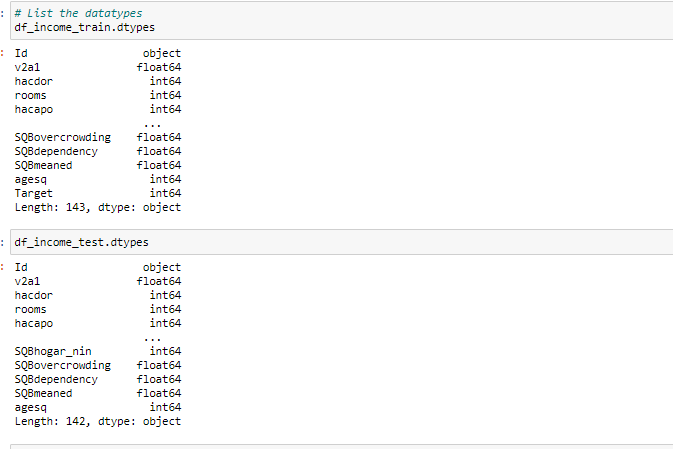 # List the datatypes
df_income_train.dtypes
Id object
v2a1 float64
hacdor int64
rooms int64
hacapo int64
...
SQBovercrowding float64
SQBdependency float64
SQBmeaned float64
agesq int64
Target int64
Length: 143, dtype: object
df_income_test.dtypes
Id object
v2a1 float64
hacdor int64
rooms int64
hacapo int64
...
SQBhogar_nin int64
SQBovercrowding float64
SQBdependency float64
SQBmeaned float64
agesq int64
Length: 142, dtype: object